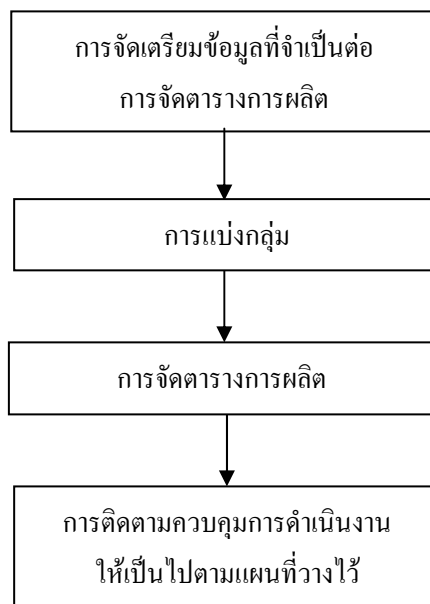 การจัดเตรียมข้อมูลที่จำเป็นต่อ
การจัดตารางการผลิต
การแบ่งกลุ่ม
การจัดตารางการผลิต
การติดตามควบคุมการดำเนินงาน
ให้เป็นไปตามแผนที่วางไว้